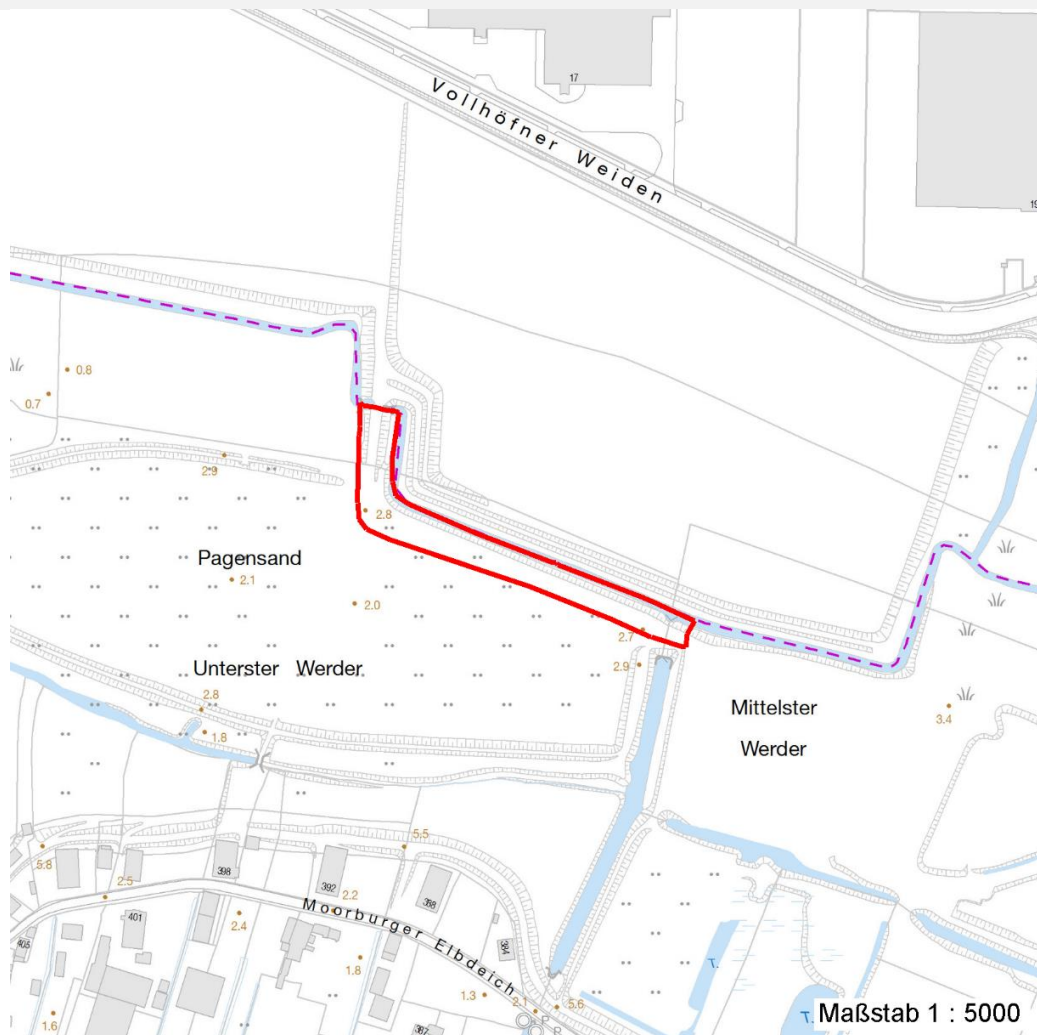 17
Vollhöfner Weiden
19
0.8
0.7
2.9
2.8
Pagensand
2.1
2.0
2.7
2.9
Unterster Werder
2.8
1.8
Mittelster
Werder
3.4
5.5
5.8
398
392
2.5
2.2
368
401
2.4
Moorburger Elbdeich
405
384
1.8
T.
1.3
2.1
5.6
1.6
P
P
387
T.
Maßstab 1 : 5000